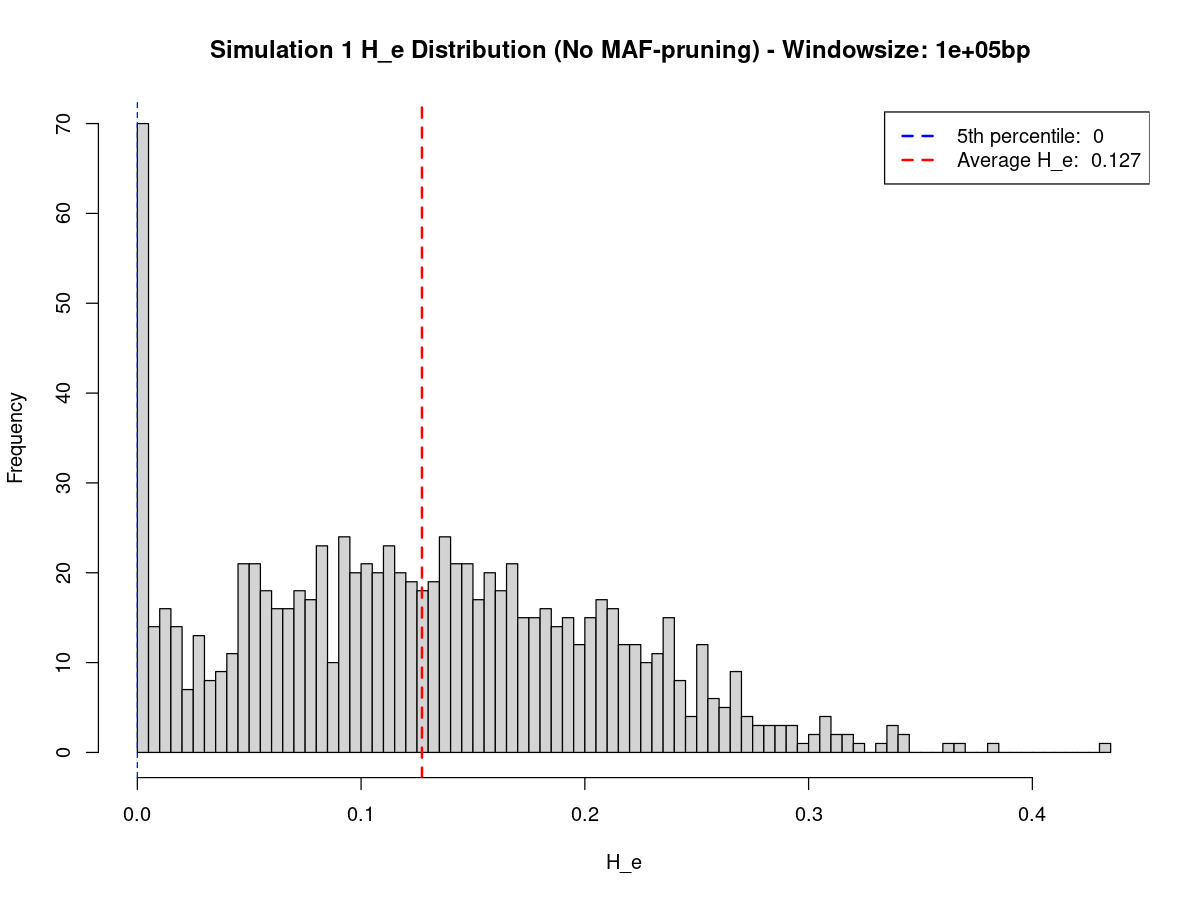 Simulation 1 H_e Distribution (No MAF-pruning) - Windowsize: 1e+05bp
5th percentile: 0
Average H_e: 0.127
Frequency
70
60
50
40
30
20
10
0
0.0 0.1 0.2 0.3 0.4
H_e